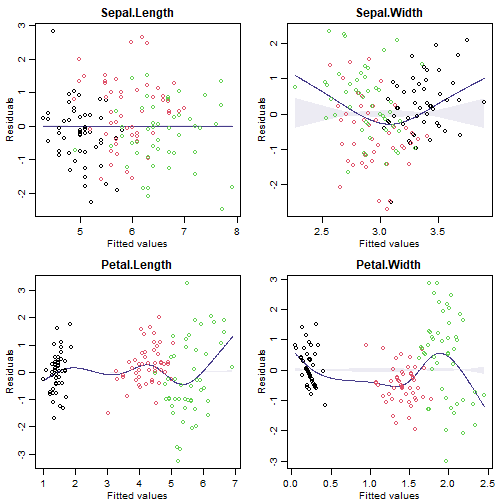 Sepal.Length
Residuals
-2 -1 0 1 2
5 6 7 8
Fitted values
Sepal.Width
Residuals
-2 -1 0 1 2
2.5 3.0 3.5
Fitted values
Petal.Length
Residuals
-3 -2 -1 0 1 2 3
1 2 3 4 5 6 7
Fitted values
Petal.Width
Residuals
-3 -2 -1 0 1 2 3
0.0 0.5 1.0 1.5 2.0 2.5
Fitted values